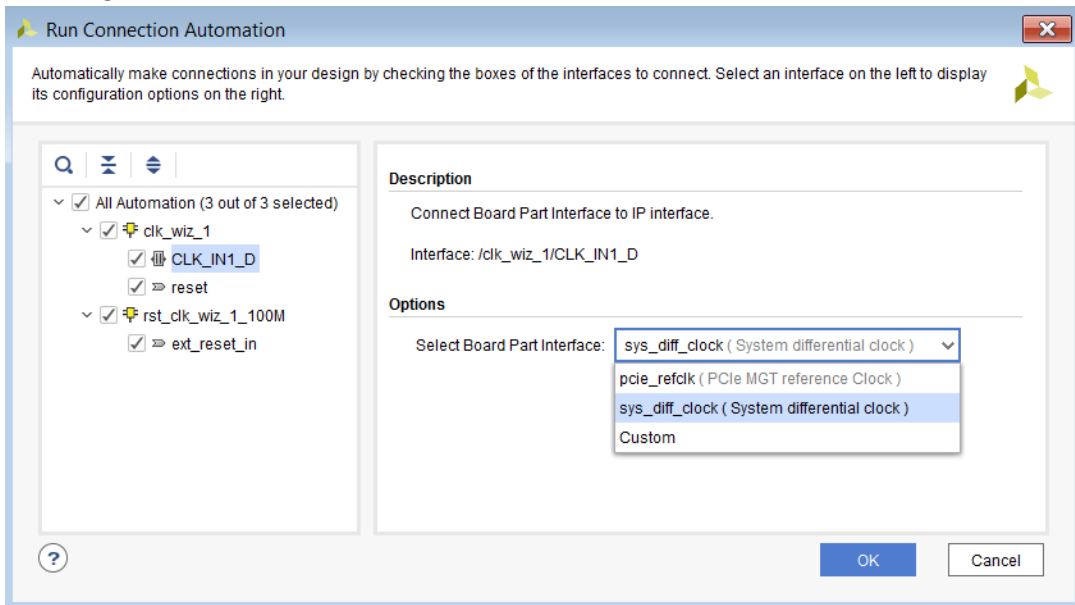 Run Connection Automation
Automatically make connections in your design by checking the boxes of the interfaces to connect. Select an interface on the left to display
its configuration options on the right.
All Automation (3 out of 3 selected)
clk_wiz_1
CLK_IN1_D
reset
rst_clk_wiz_1_100M
ext_reset_in
Description
Connect Board Part Interface to IP interface.
Interface: /clk_wiz_1/CLK_IN1_D
Options
Select Board Part Interface: sys_diff_clock ( System differential clock )
pcie_refclk ( PCIe MGT reference Clock )
sys_diff_clock ( System differential clock )
Custom
?
OK
Cancel